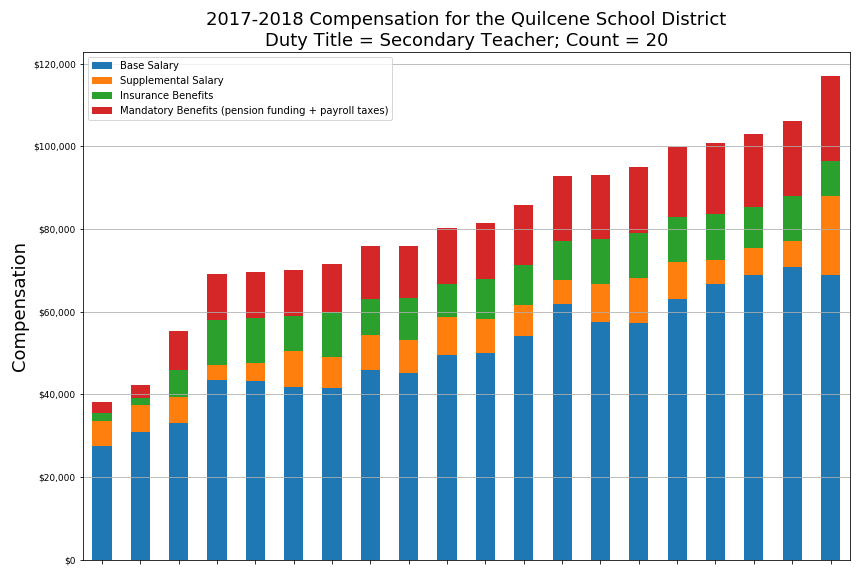 2017-2018 Compensation for the Quilcene School District
Duty Title = Secondary Teacher; Count = 20
Base Salary
Supplemental Salary
Insurance Benefits
Mandatory Benefits (pension funding + payroll taxes)
Compensation
$120,000
$100,000
$80,000
$60,000
$40,000
$20,000
$0